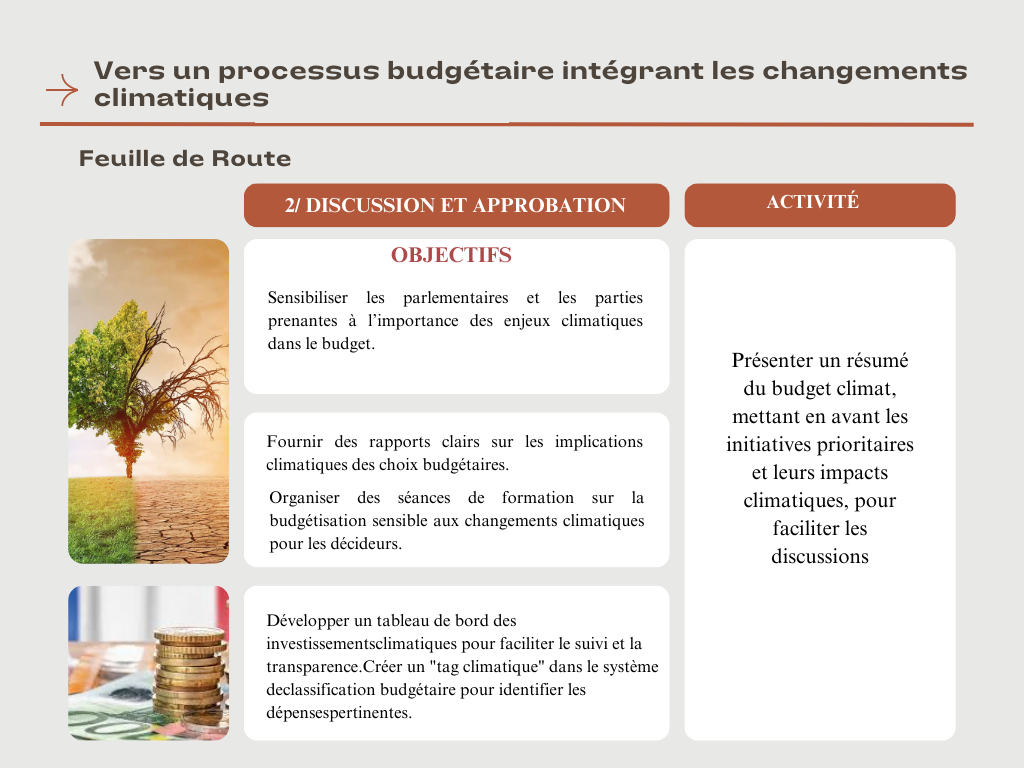 Vers un processus budgétaire intégrant les changements
climatiques
Feuille de Route
2/ DISCUSSION ET APPROBATION
ACTIVITÉ
OBJECTIFS
Sensibiliser les parlementaires et les parties
prenantes à l’importance des enjeux climatiques
dans le budget.
Fournir des rapports clairs sur les implications
climatiques des choix budgétaires.
Organiser des séances de formation sur la
budgétisation sensible aux changements climatiques
pour les décideurs.
Développer un tableau de bord des
investissementsclimatiques pour faciliter le suivi et la
transparence.Créer un "tag climatique" dans le système
declassification budgétaire pour identifier les
dépensespertinentes.
Présenter un résumé
du budget climat,
mettant en avant les
initiatives prioritaires
et leurs impacts
climatiques, pour
faciliter les
discussions